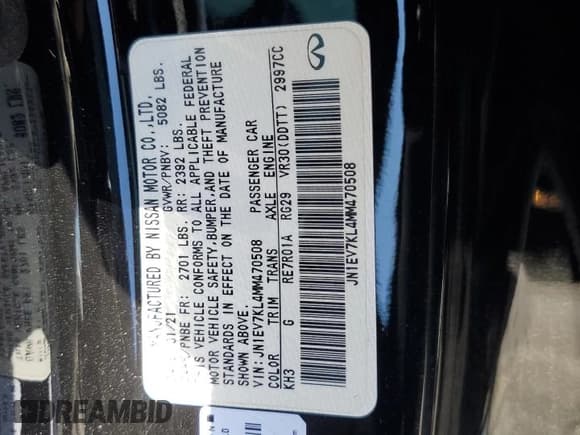 MANUFACTURED BY NISSAN MOTOR CO.,LTD.
01/21 GVWR/PNBV: 5082 LBS.
/PNBE FR: 2701 LBS. RR: 2392 LBS.
THIS VEHICLE CONFORMS TO ALL APPLICABLE FEDERAL
MOTOR VEHICLE SAFETY,BUMPER,AND THEFT PREVENTION
STANDARDS IN EFFECT ON THE DATE OF MANUFACTURE
SHOWN ABOVE.
VIN:JN1EV7KL4MM470508 PASSENGER CAR
COLOR TRIM TRANS AXLE ENGINE
KH3 G RE7R01A RG29 VR30(DDTT) 2997CC
JN1EV7KL4MM470508
DREAMBID